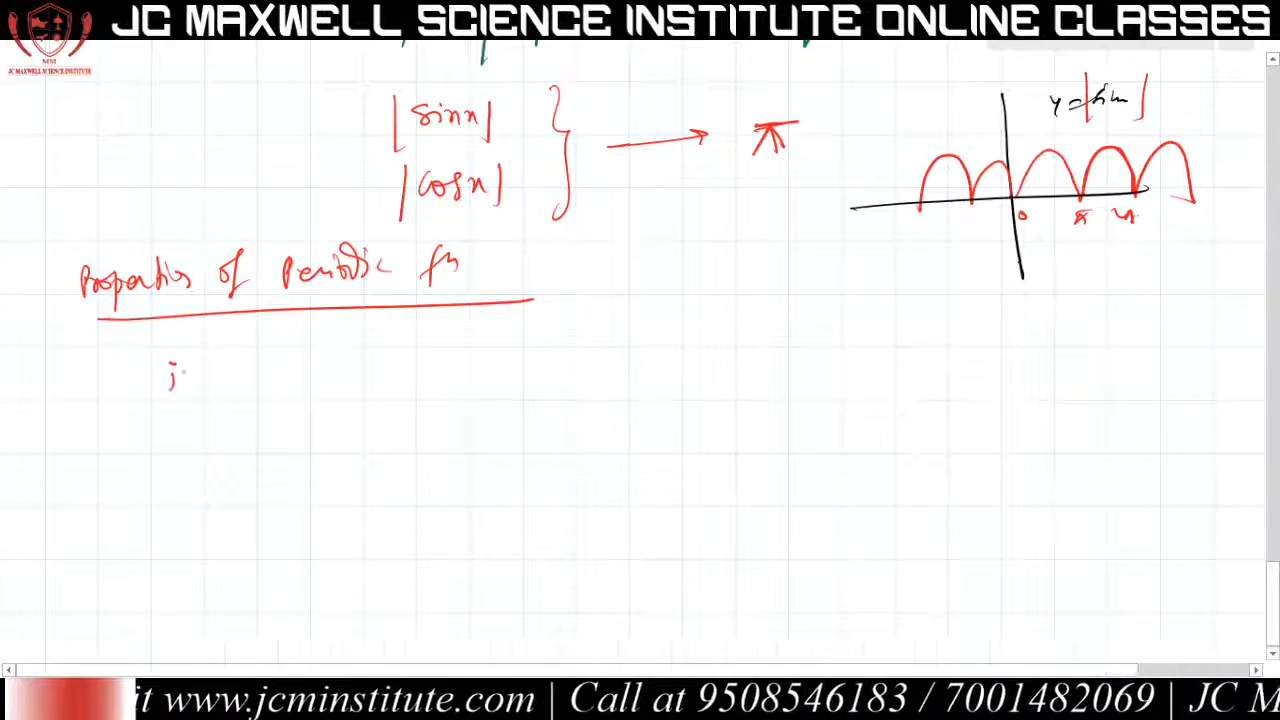 JC MAXWELL SCIENCE INSTITUTE ONLINE CLASSES
MSI
JC MAXWELL SCIENCE INSTITUTE
|sinx|
|cosx|
π
y=|sinx|
0 π 2π
Properties of Periodic fn
it www.jcminstitute.com | Call at 9508546183 / 7001482069 | JC M